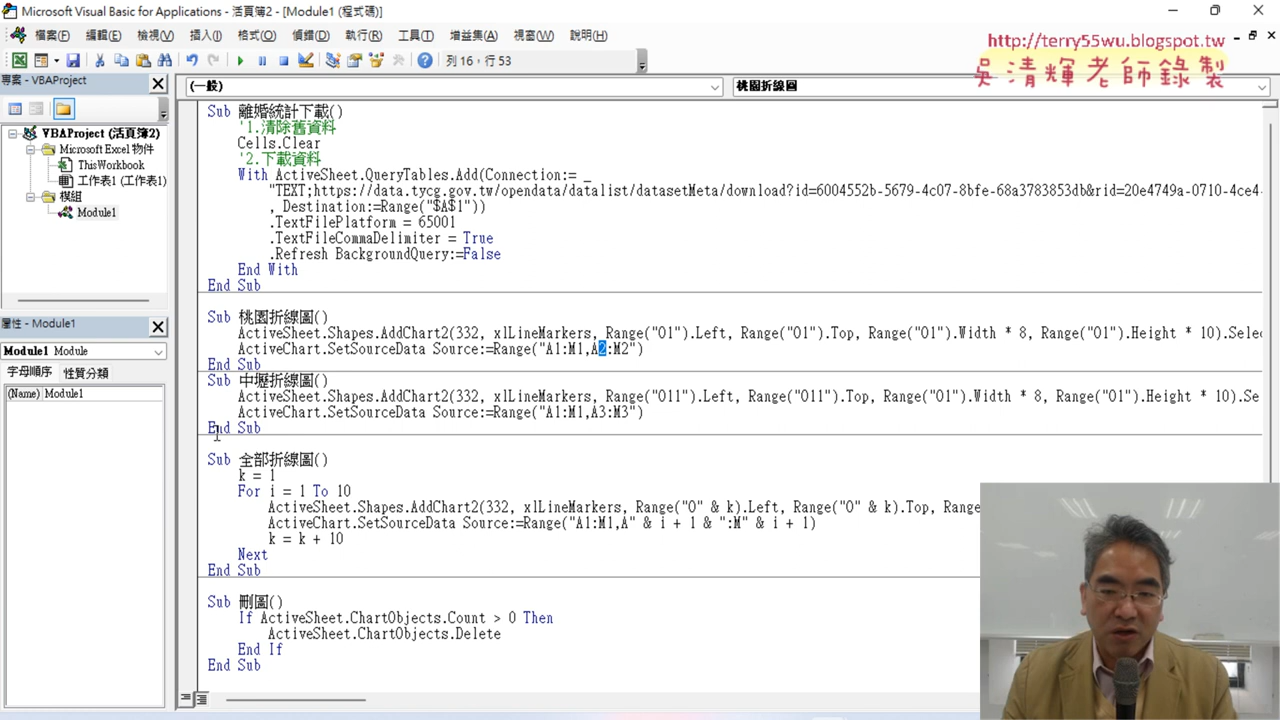 Microsoft Visual Basic for Applications - 活頁簿2 - [Module1 (程式碼)]
檔案(F) 編輯(E) 檢視(V) 插入(I) 格式(O) 偵錯(D) 執行(R) 工具(T) 增益集(A) 視窗(W) 說明(H)
列 16，行 53
http://terry55wu.blogspot.tw
吳清輝老師錄製
專案 - VBAProject
VBAProject (活頁簿2)
Microsoft Excel 物件
ThisWorkbook
工作表1 (工作表1)
模組
Module1
屬性 - Module1
Module1 Module
字母順序 性質分類
(Name) Module1
(一般) 桃園折線圖
Sub 離婚統計下載()
'1.清除舊資料
Cells.Clear
'2.下載資料
With ActiveSheet.QueryTables.Add(Connection:= _
"TEXT;https://data.tycg.gov.tw/opendata/datalist/datasetMeta/download?id=6004552b-5679-4c07-8bfe-68a3783853db&rid=20e4749a-0710-4ce4-
, Destination:=Range("$A$1"))
.TextFilePlatform = 65001
.TextFileCommaDelimiter = True
.Refresh BackgroundQuery:=False
End With
End Sub
Sub 桃園折線圖()
ActiveSheet.Shapes.AddChart2(332, xlLineMarkers, Range("O1").Left, Range("O1").Top, Range("O1").Width * 8, Range("O1").Height * 10).Selec
ActiveChart.SetSourceData Source:=Range("A1:M1,A2:M2")
End Sub
Sub 中壢折線圖()
ActiveSheet.Shapes.AddChart2(332, xlLineMarkers, Range("O11").Left, Range("O11").Top, Range("O1").Width * 8, Range("O1").Height * 10).Se
ActiveChart.SetSourceData Source:=Range("A1:M1,A3:M3")
End Sub
Sub 全部折線圖()
k = 1
For i = 1 To 10
ActiveSheet.Shapes.AddChart2(332, xlLineMarkers, Range("O" & k).Left, Range("O" & k).Top, Rang
ActiveChart.SetSourceData Source:=Range("A1:M1,A" & i + 1 & ":M" & i + 1)
k = k + 10
Next
End Sub
Sub 刪圖()
If ActiveSheet.ChartObjects.Count > 0 Then
ActiveSheet.ChartObjects.Delete
End If
End Sub